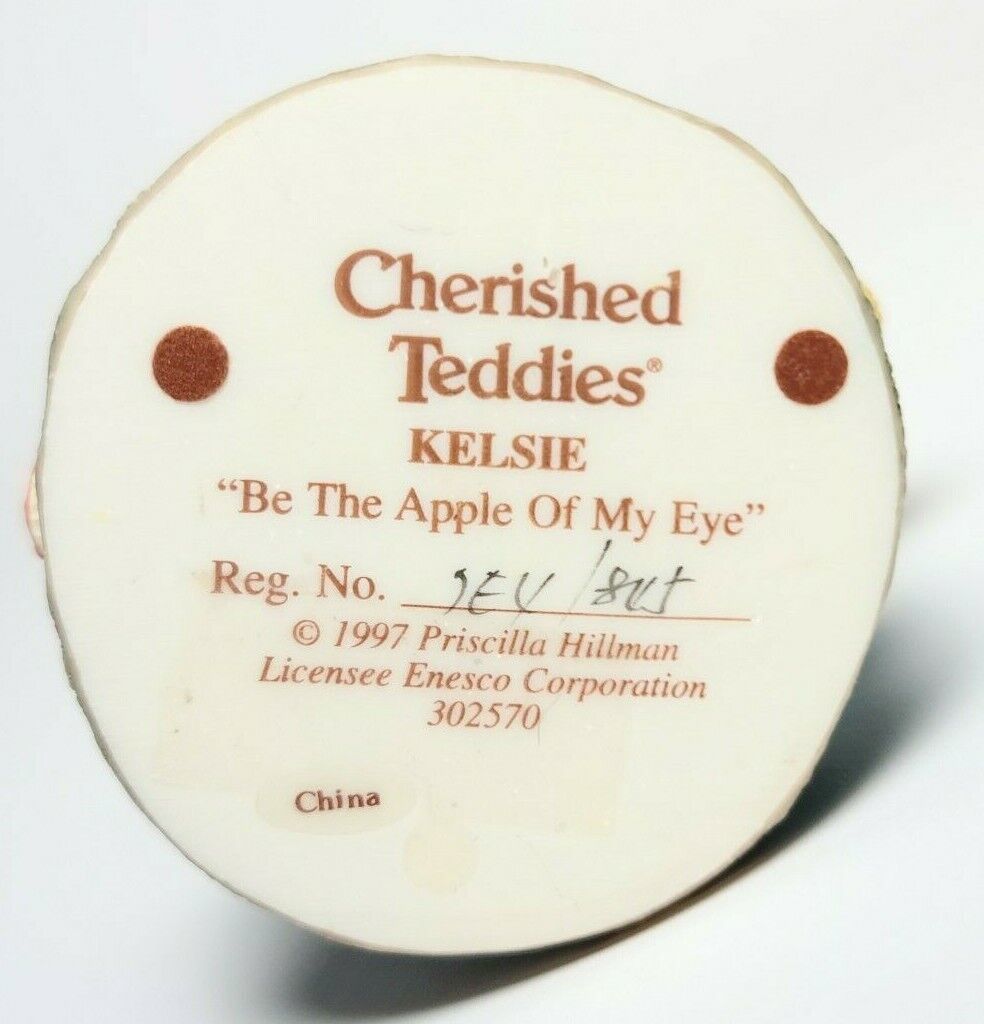 Cherished
Teddies®
KELSIE
“Be The Apple Of My Eye”
Reg. No.
© 1997 Priscilla Hillman
Licensee Enesco Corporation
302570
China